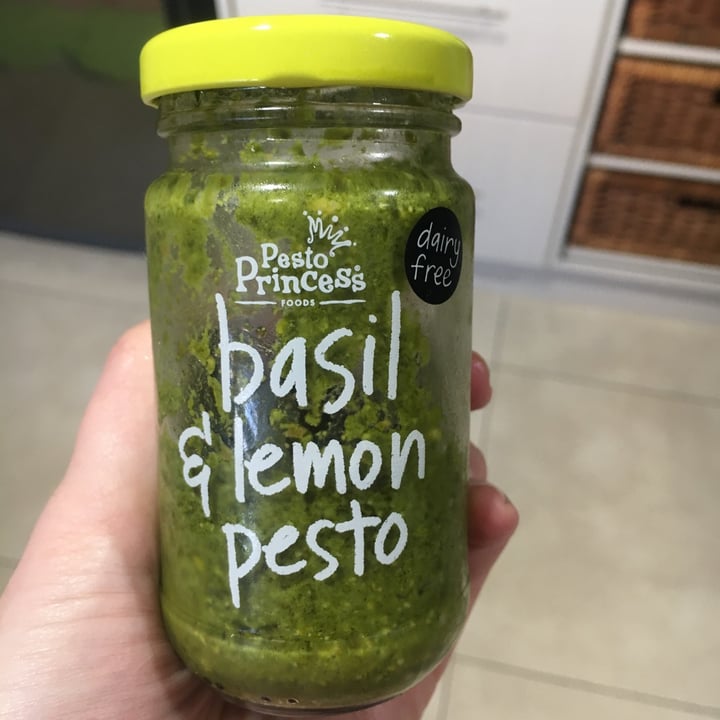 Pesto
Princess
FOODS
dairy
free
basil
& lemon
pesto